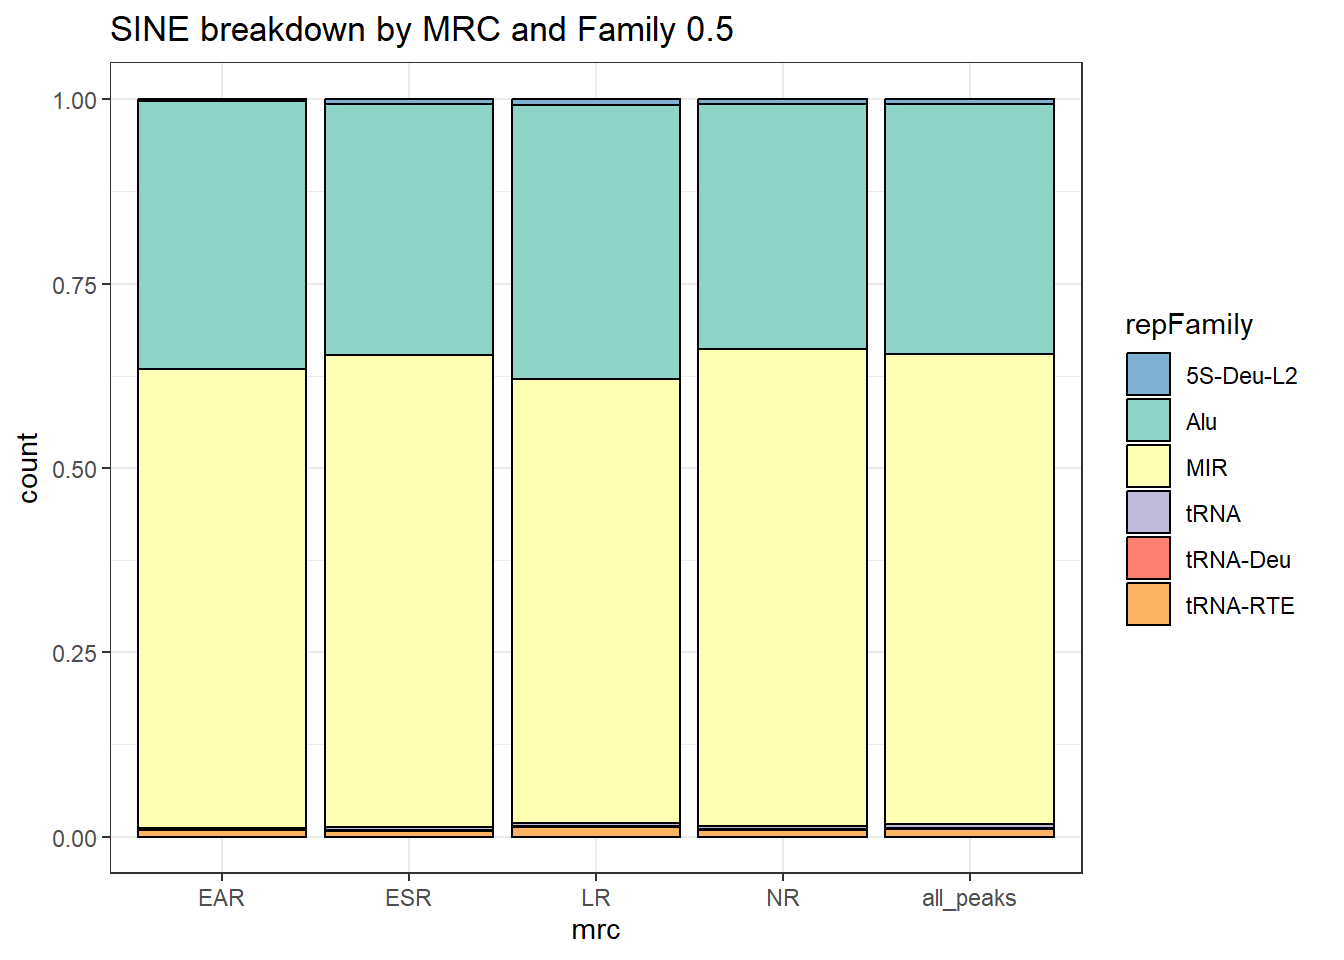 SINE breakdown by MRC and Family 0.5
1.00
0.75
0.50
0.25
0.00
count
EAR
ESR
LR
NR
all_peaks
mrc
repFamily
5S-Deu-L2
Alu
MIR
tRNA
tRNA-Deu
tRNA-RTE